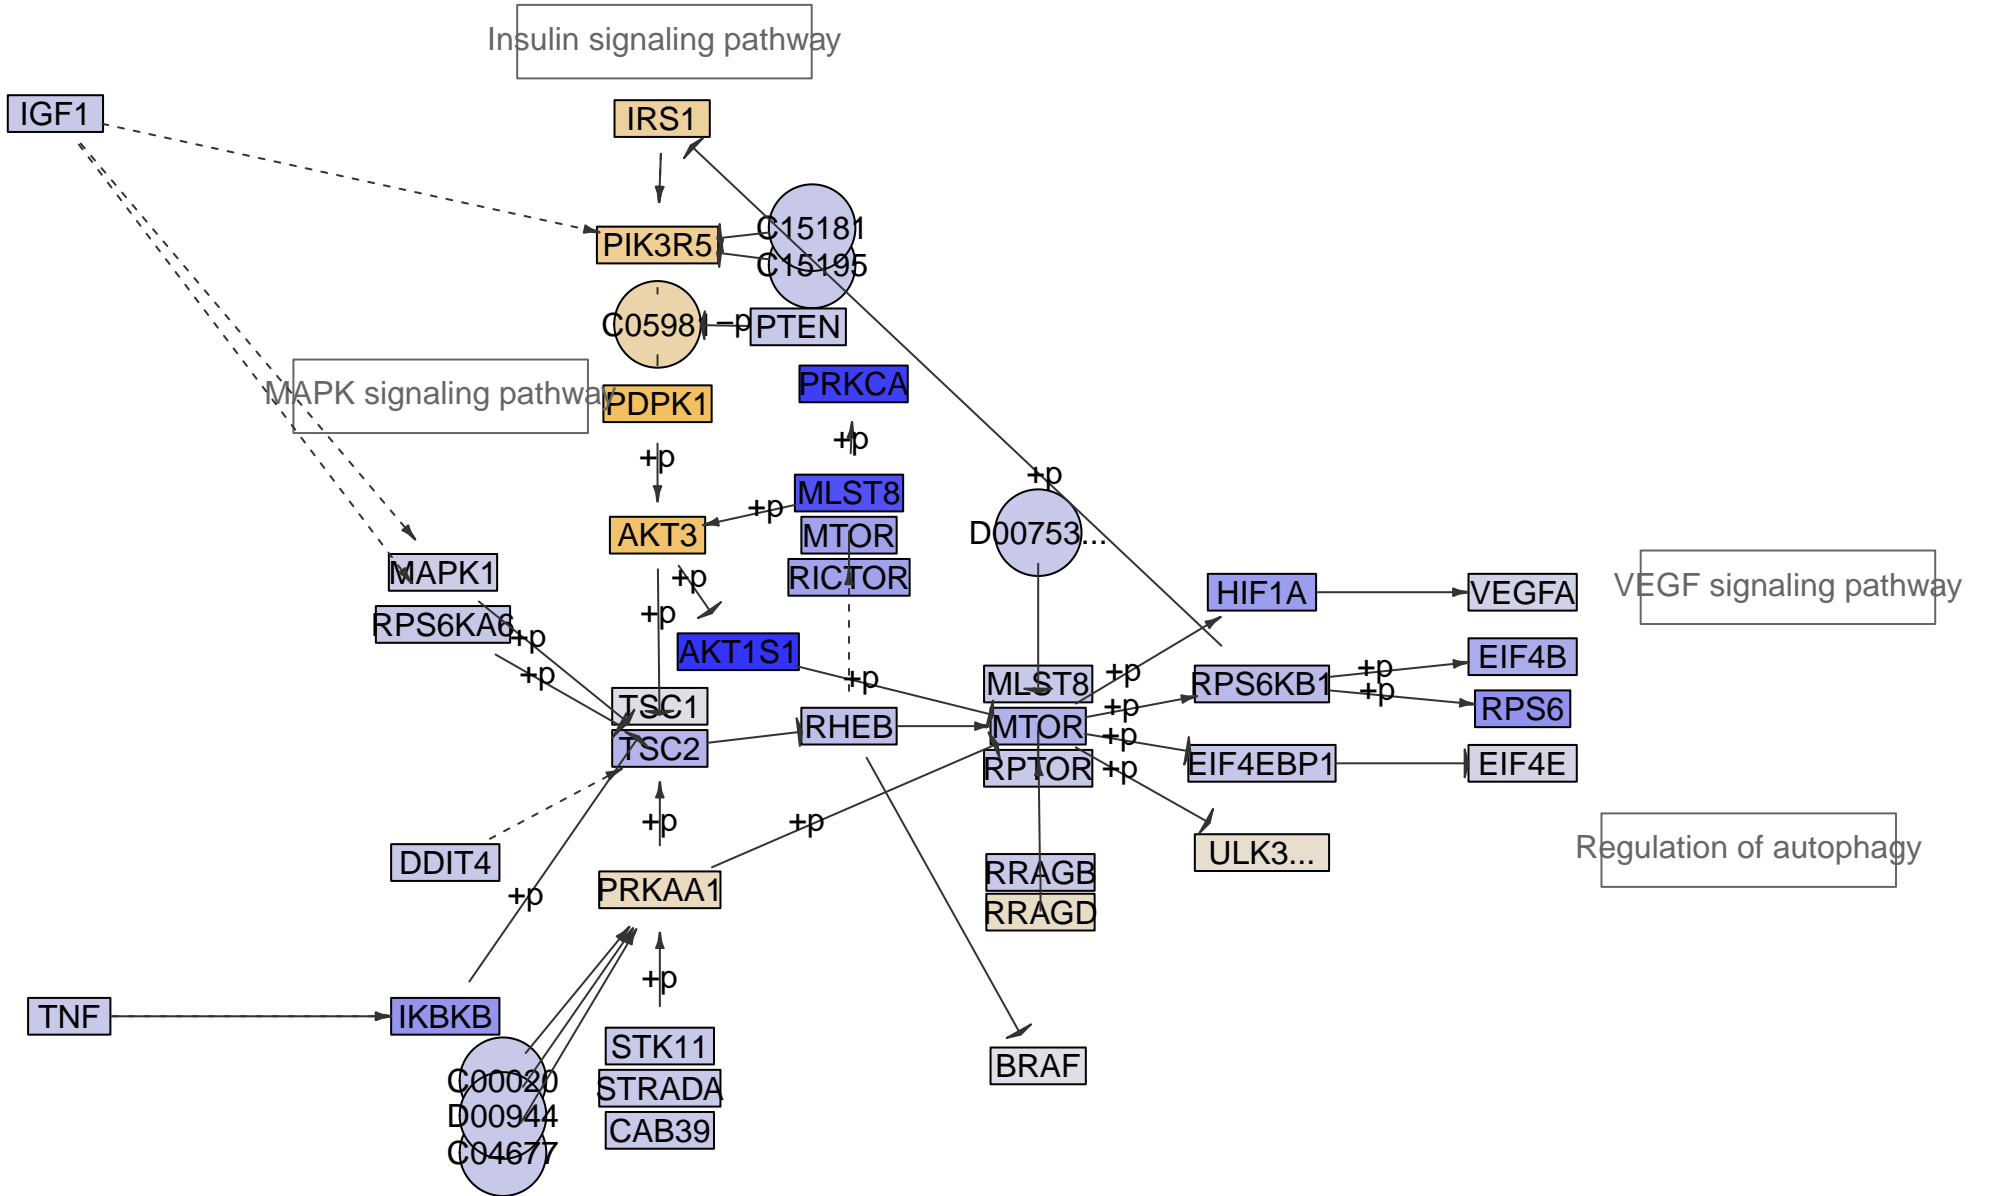 Insulin signaling pathway
IGF1
IRS1
PIK3R5
C15181
C15195
C0598
−p
PTEN
MAPK signaling pathway
PDPK1
PRKCA
+p
+p
+p
MLST8
+p
AKT3
MTOR
RICTOR
D00753...
MAPK1
+p
HIF1A
VEGFA
VEGF signaling pathway
RPS6KA6
+p
+p
+p
AKT1S1
+p
MLST8
+p
RPS6KB1
+p
EIF4B
TSC1
+p
+p
RPS6
TSC2
RHEB
MTOR
+p
RPTOR
+p
EIF4EBP1
EIF4E
+p
+p
DDIT4
ULK3...
Regulation of autophagy
+p
PRKAA1
RRAGB
RRAGD
+p
TNF
IKBKB
STK11
BRAF
C00020
STRADA
D00944
CAB39
C04677